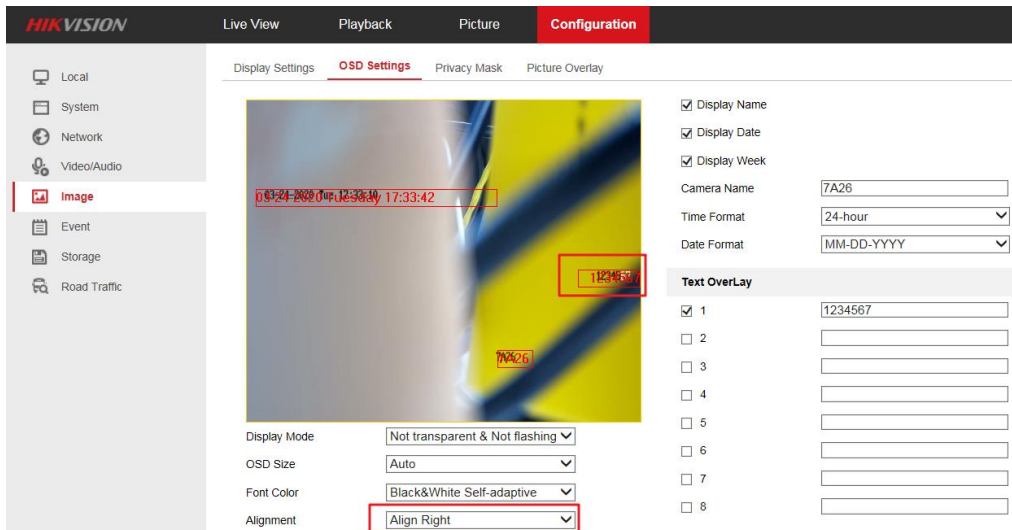 HIKVISION
Live View Playback Picture Configuration
Local
System
Network
Video/Audio
Image
Event
Storage
Road Traffic
Display Settings OSD Settings Privacy Mask Picture Overlay
03-24-2020 Tuesday 17:33:42
1234567
7A26
Display Mode Not transparent & Not flashing
OSD Size Auto
Font Color Black&White Self-adaptive
Alignment Align Right
Display Name
Display Date
Display Week
Camera Name 7A26
Time Format 24-hour
Date Format MM-DD-YYYY
Text OverLay
1 1234567
2
3
4
5
6
7
8